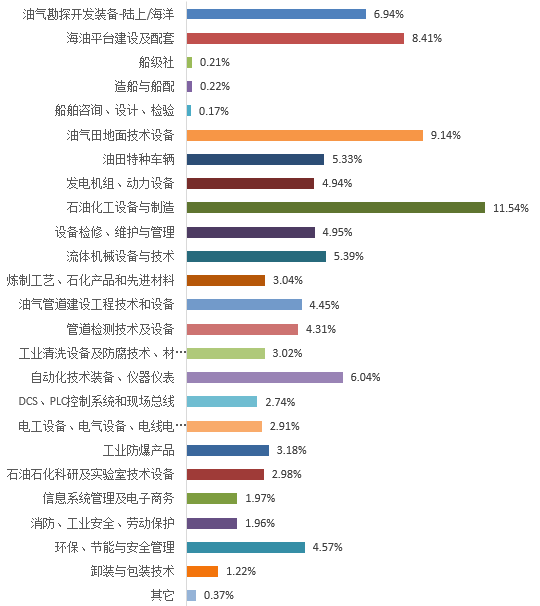 油气勘探开发装备-陆上/海洋 6.94%
海油平台建设及配套 8.41%
船级社 0.21%
造船与船配 0.22%
船舶咨询、设计、检验 0.17%
油气田地面技术设备 9.14%
油田特种车辆 5.33%
发电机组、动力设备 4.94%
石油化工设备与制造 11.54%
设备检修、维护与管理 4.95%
流体机械设备与技术 5.39%
炼制工艺、石化产品和先进材料 3.04%
油气管道建设工程技术和设备 4.45%
管道检测技术及设备 4.31%
工业清洗设备及防腐技术、材… 3.02%
自动化技术装备、仪器仪表 6.04%
DCS、PLC控制系统和现场总线 2.74%
电工设备、电气设备、电线电… 2.91%
工业防爆产品 3.18%
石油石化科研及实验室技术设备 2.98%
信息系统管理及电子商务 1.97%
消防、工业安全、劳动保护 1.96%
环保、节能与安全管理 4.57%
卸装与包装技术 1.22%
其它 0.37%